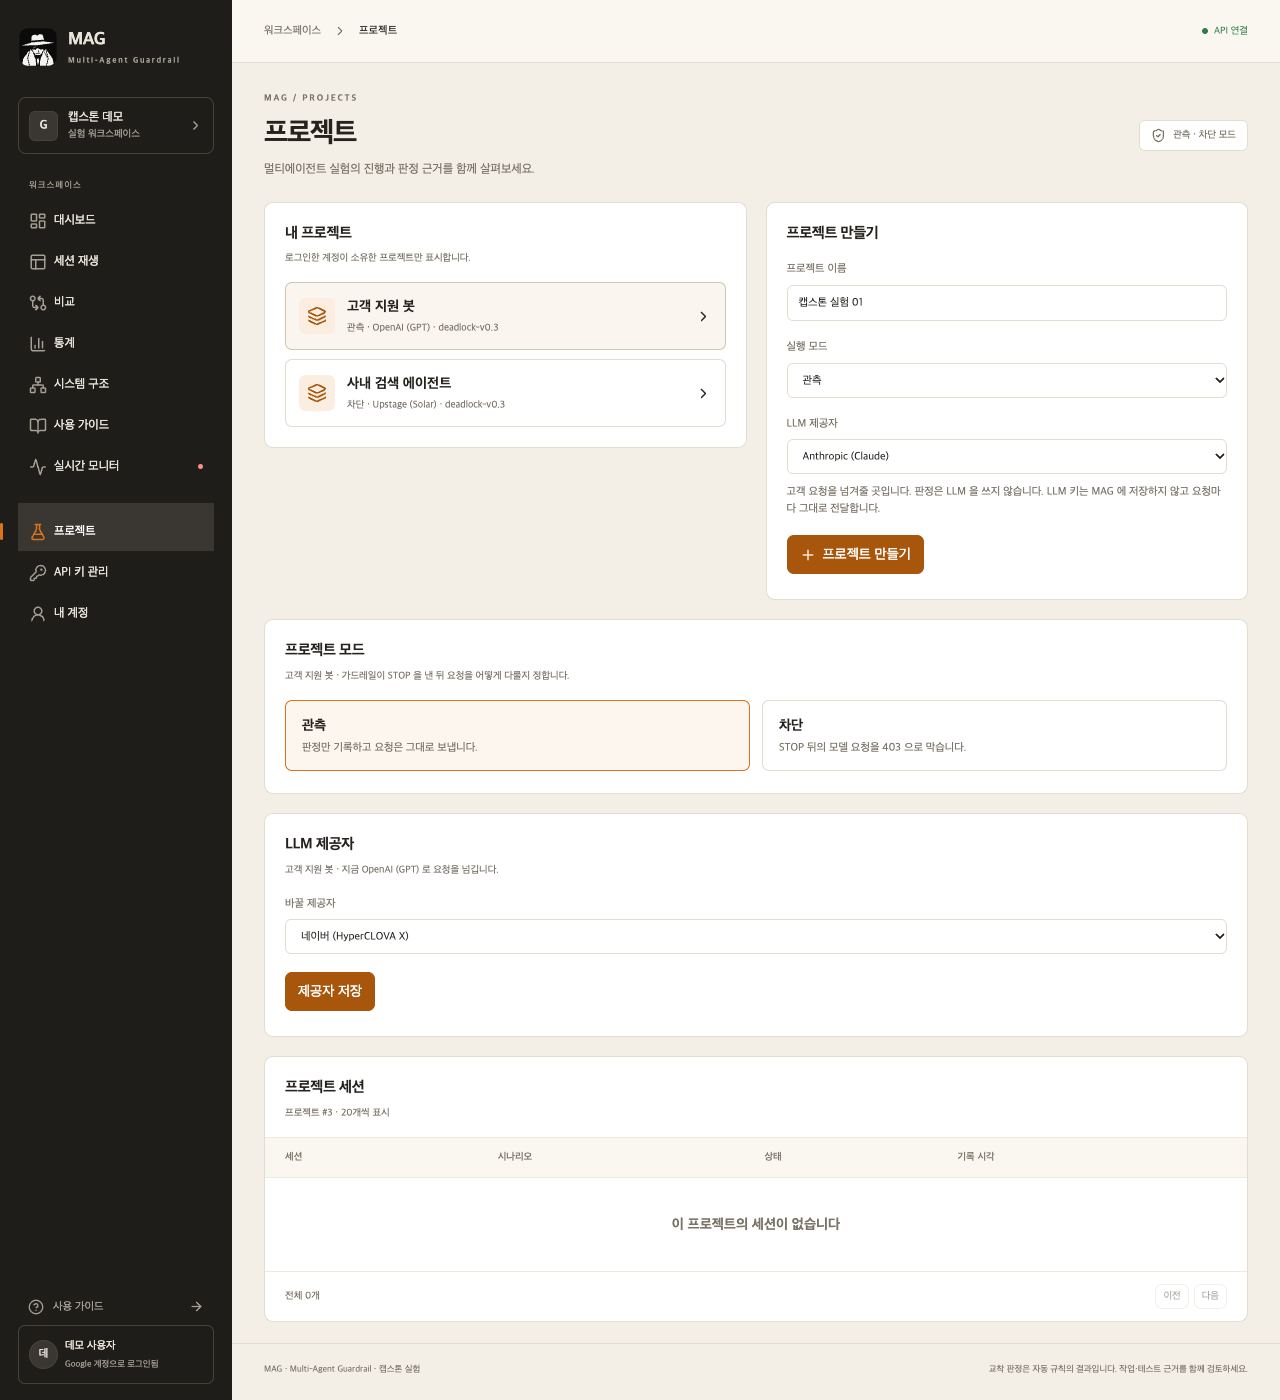 MAG
Multi-Agent Guardrail
G
캡스톤 데모
실험 워크스페이스
워크스페이스
대시보드
세션 재생
비교
통계
시스템 구조
사용 가이드
실시간 모니터
프로젝트
API 키 관리
내 계정
사용 가이드
데
데모 사용자
Google 계정으로 로그인됨
워크스페이스
프로젝트
API 연결
MAG / PROJECTS
프로젝트
멀티에이전트 실험의 진행과 판정 근거를 함께 살펴보세요.
관측 · 차단 모드
내 프로젝트
로그인한 계정이 소유한 프로젝트만 표시합니다.
고객 지원 봇
관측 · OpenAI (GPT) · deadlock-v0.3
사내 검색 에이전트
차단 · Upstage (Solar) · deadlock-v0.3
프로젝트 만들기
프로젝트 이름
캡스톤 실험 01
실행 모드
관측
LLM 제공자
Anthropic (Claude)
고객 요청을 넘겨줄 곳입니다. 판정은 LLM 을 쓰지 않습니다. LLM 키는 MAG 에 저장하지 않고 요청마
다 그대로 전달합니다.
프로젝트 만들기
프로젝트 모드
고객 지원 봇 · 가드레일이 STOP 을 낸 뒤 요청을 어떻게 다룰지 정합니다.
관측
판정만 기록하고 요청은 그대로 보냅니다.
차단
STOP 뒤의 모델 요청을 403 으로 막습니다.
LLM 제공자
고객 지원 봇 · 지금 OpenAI (GPT) 로 요청을 넘깁니다.
바꿀 제공자
네이버 (HyperCLOVA X)
제공자 저장
프로젝트 세션
프로젝트 #3 · 20개씩 표시
세션
시나리오
상태
기록 시각
이 프로젝트의 세션이 없습니다
전체 0개
이전
다음
MAG · Multi-Agent Guardrail · 캡스톤 실험
교착 판정은 자동 규칙의 결과입니다. 작업·테스트 근거를 함께 검토하세요.